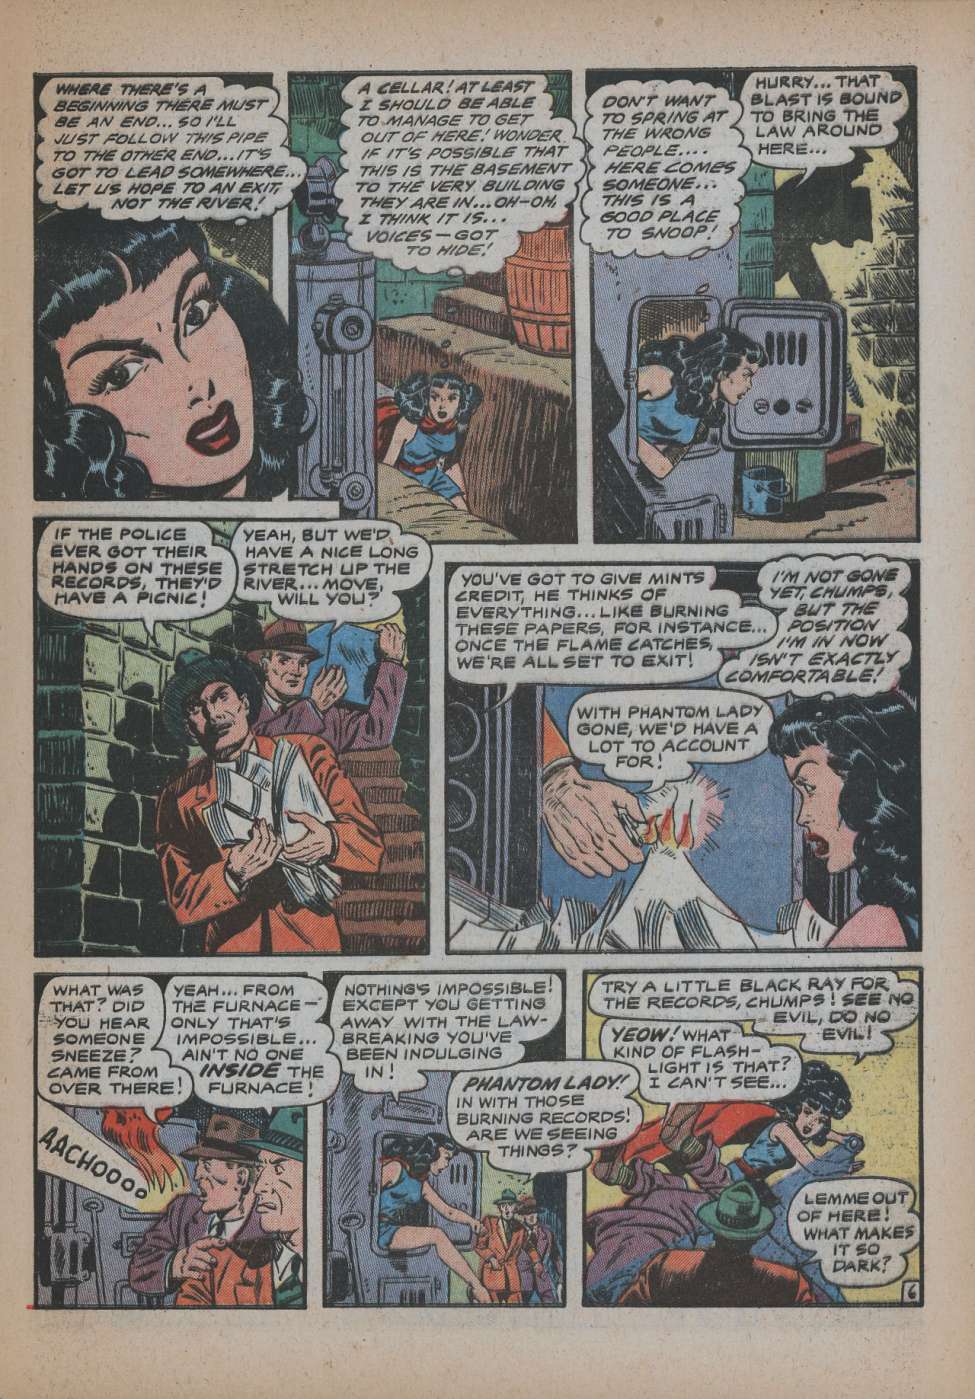 WHERE THERE'S A
BEGINNING THERE MUST
BE AN END... SO I'LL
JUST FOLLOW THIS PIPE
TO THE OTHER END... IT'S
GOT TO LEAD SOMEWHERE...
LET US HOPE TO AN EXIT,
NOT THE RIVER!
A CELLAR! AT LEAST
I SHOULD BE ABLE
TO MANAGE TO GET
OUT OF HERE! WONDER
IF IT'S POSSIBLE THAT
THIS IS THE BASEMENT
TO THE VERY BUILDING
THEY ARE IN... OH-OH,
I THINK IT IS...
VOICES—GOT
TO HIDE!
DON'T WANT
TO SPRING AT
THE WRONG
PEOPLE....
HERE COMES
SOMEONE...
THIS IS A
GOOD PLACE
TO SNOOP!
HURRY... THAT
BLAST IS BOUND
TO BRING THE
LAW AROUND
HERE...
IF THE POLICE
EVER GOT THEIR
HANDS ON THESE
RECORDS, THEY'D
HAVE A PICNIC!
YEAH, BUT WE'D
HAVE A NICE LONG
STRETCH UP THE
RIVER... MOVE,
WILL YOU?
YOU'VE GOT TO GIVE MINTS
CREDIT, HE THINKS OF
EVERYTHING... LIKE BURNING
THESE PAPERS, FOR INSTANCE...
ONCE THE FLAME CATCHES,
WE'RE ALL SET TO EXIT!
I'M NOT GONE
YET, CHUMPS,
BUT THE
POSITION
I'M IN NOW
ISN'T EXACTLY
COMFORTABLE!
WITH PHANTOM LADY
GONE, WE'D HAVE A
LOT TO ACCOUNT
FOR!
WHAT WAS
THAT? DID
YOU HEAR
SOMEONE
SNEEZE?
CAME FROM
OVER THERE!
YEAH... FROM
THE FURNACE—
ONLY THAT'S
IMPOSSIBLE...
AIN'T NO ONE
INSIDE THE
FURNACE!
AACHOOOOO
NOTHING'S IMPOSSIBLE!
EXCEPT YOU GETTING
AWAY WITH THE LAW-
BREAKING YOU'VE
BEEN INDULGING
IN!
PHANTOM LADY!
IN WITH THOSE
BURNING RECORDS!
ARE WE SEEING
THINGS?
TRY A LITTLE BLACK RAY FOR
THE RECORDS, CHUMPS! SEE NO
EVIL, DO NO
EVIL!
YEOW! WHAT
KIND OF FLASH-
LIGHT IS THAT?
I CAN'T SEE...
LEMME OUT
OF HERE!
WHAT MAKES
IT SO
DARK?
6